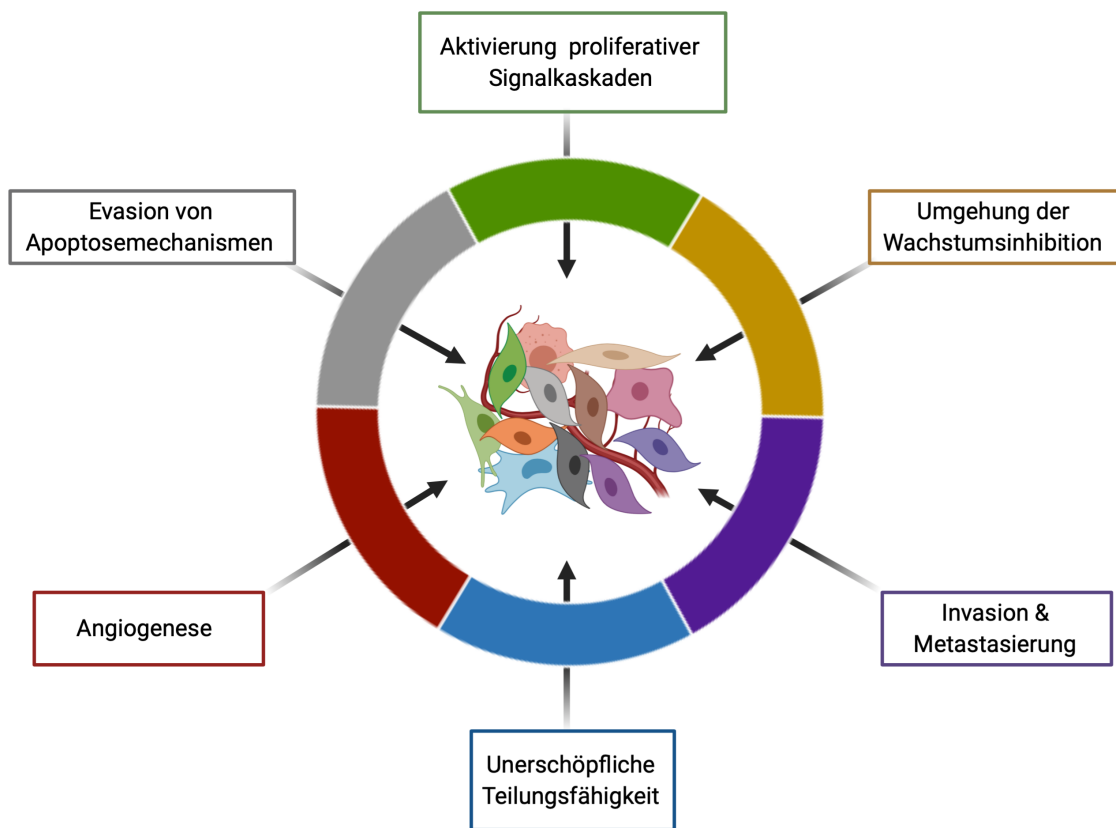 Aktivierung proliferativer
Signalkaskaden
Evasion von
Apoptosemechanismen
Umgehung der
Wachstumsinhibition
Angiogenese
Invasion &
Metastasierung
Unerschöpfliche
Teilungsfähigkeit